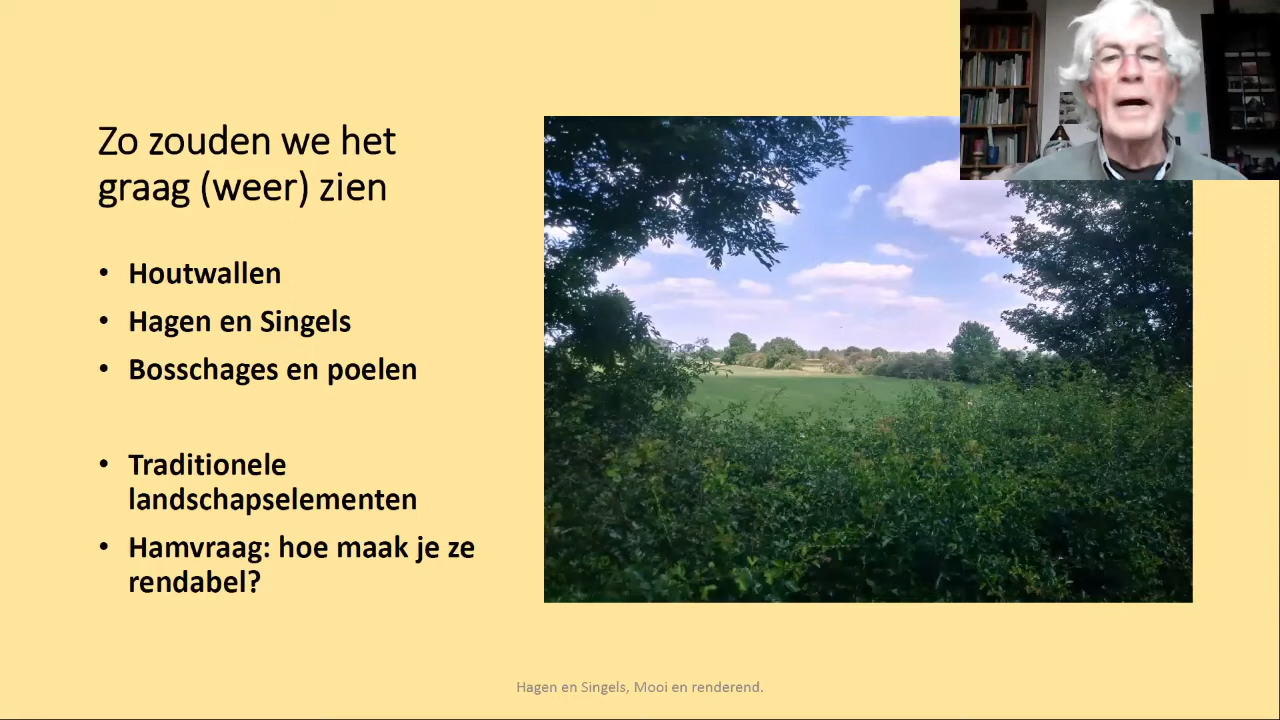 Zo zouden we het
graag (weer) zien
• Houtwallen
• Hagen en Singels
• Bosschages en poelen
• Traditionele
landschapselementen
• Hamvraag: hoe maak je ze
rendabel?
Hagen en Singels, Mooi en renderend.